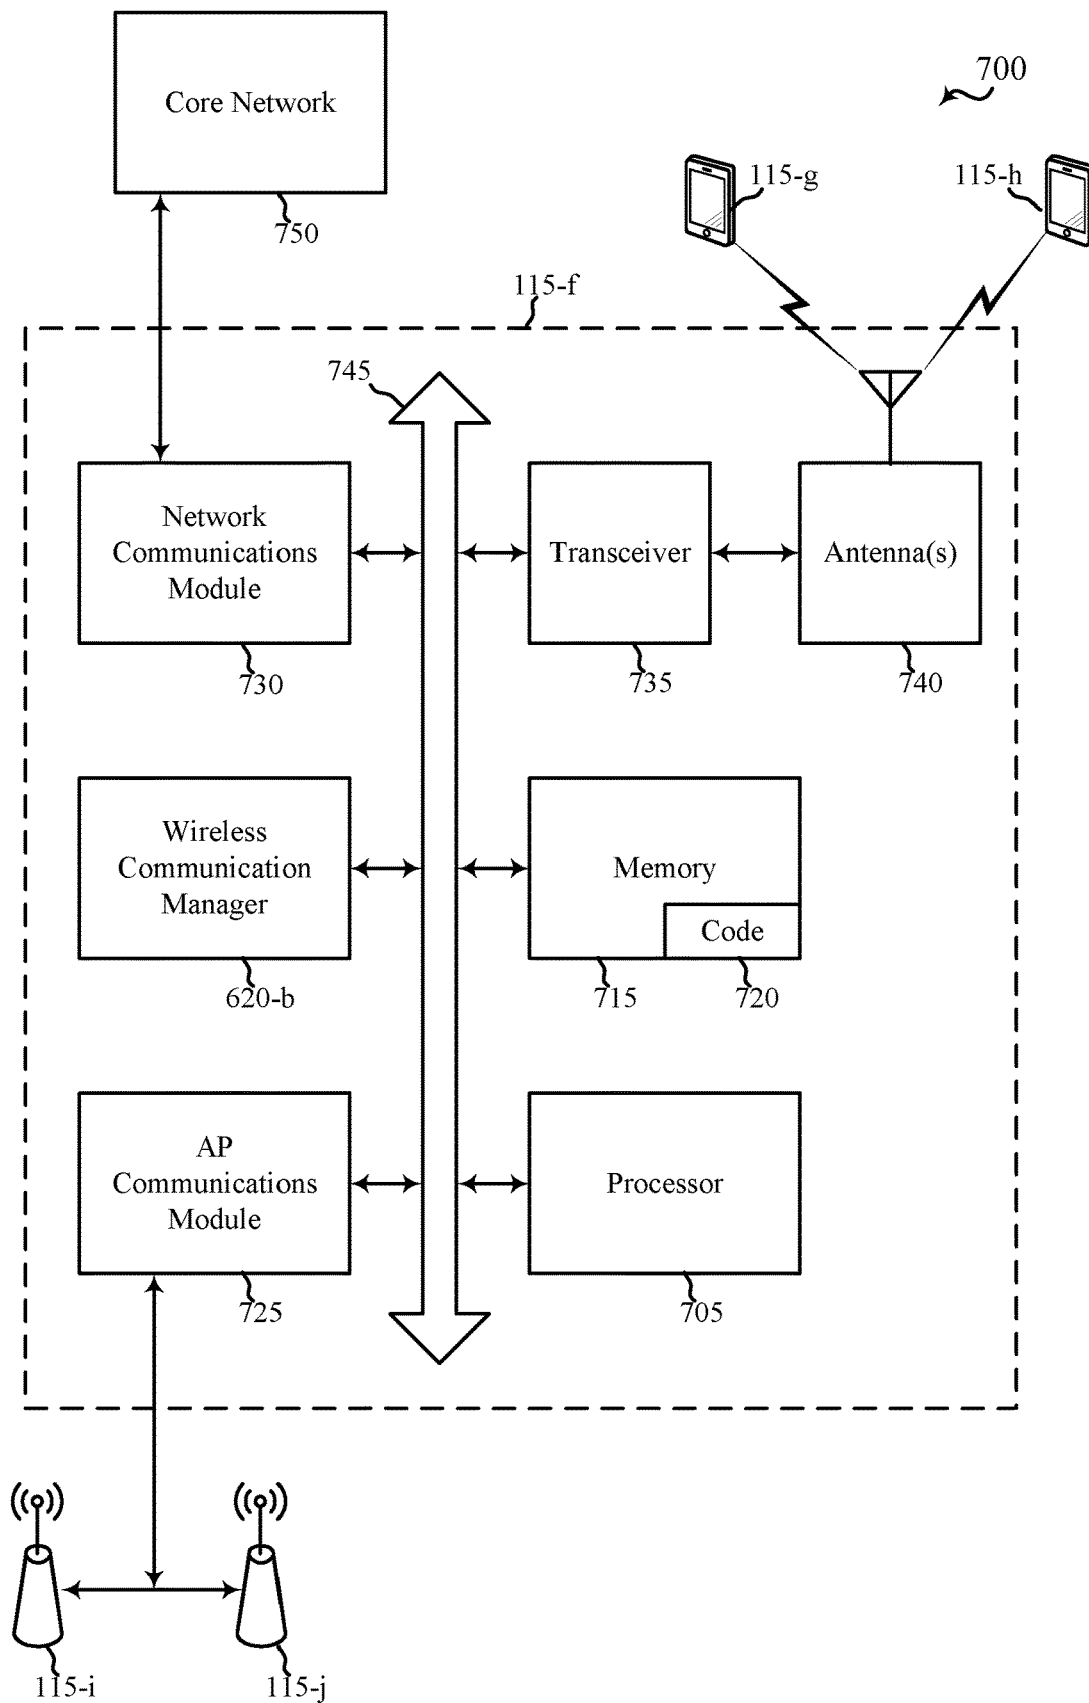 Core Network
750
700
115-g
115-h
115-f
745
Network
Communications
Module
730
Transceiver
735
Antenna(s)
740
Wireless
Communication
Manager
620-b
Memory
Code
715
720
AP
Communications
Module
725
Processor
705
115-i
115-j